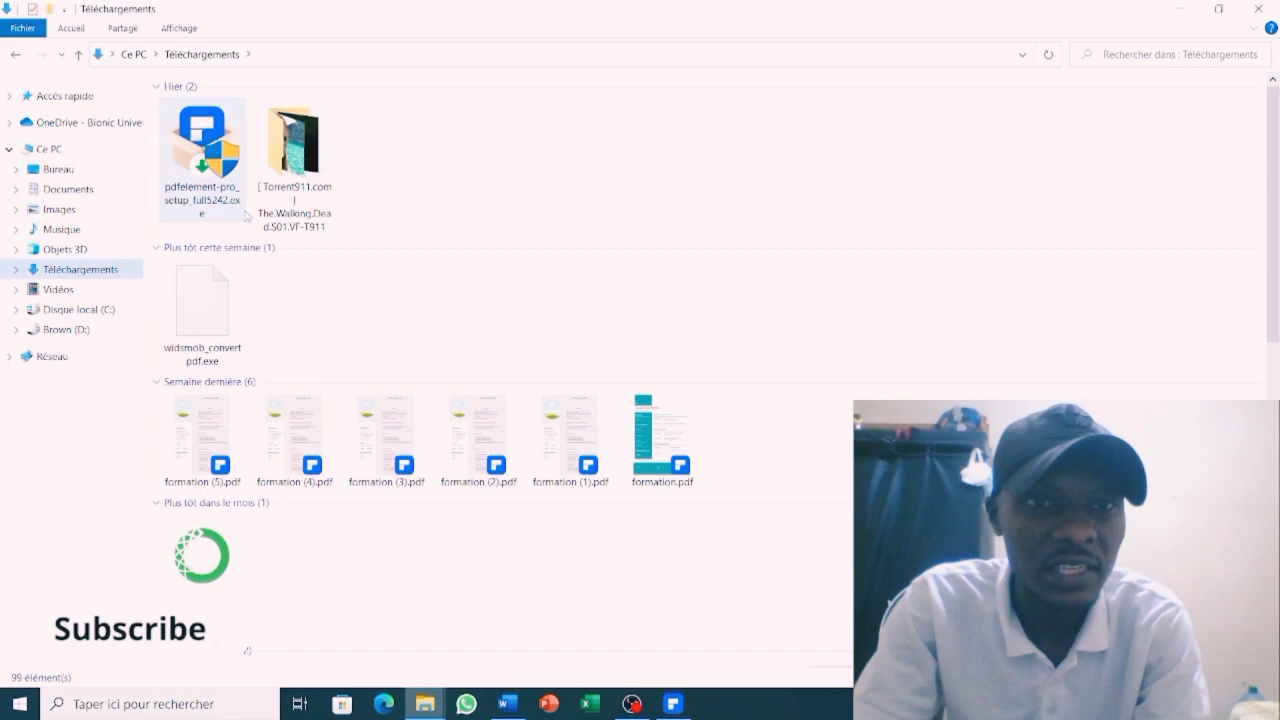 Téléchargements
Fichier
Accueil
Partage
Affichage
Ce PC
Téléchargements
Rechercher dans : Téléchargements
Accès rapide
OneDrive - Bionic Unive
Ce PC
Bureau
Documents
Images
Musique
Objets 3D
Téléchargements
Vidéos
Disque local (C:)
Brown (D:)
Réseau
Hier (2)
pdfelement-pro_
setup_full5242.ex
e
[ Torrent911.com
]
The.Walking.Dea
d.S01.VF-T911
Plus tôt cette semaine (1)
widsmob_convert
pdf.exe
Semaine dernière (6)
formation (5).pdf
formation (4).pdf
formation (3).pdf
formation (2).pdf
formation (1).pdf
formation.pdf
Plus tôt dans le mois (1)
Subscribe
99 élément(s)
Taper ici pour rechercher